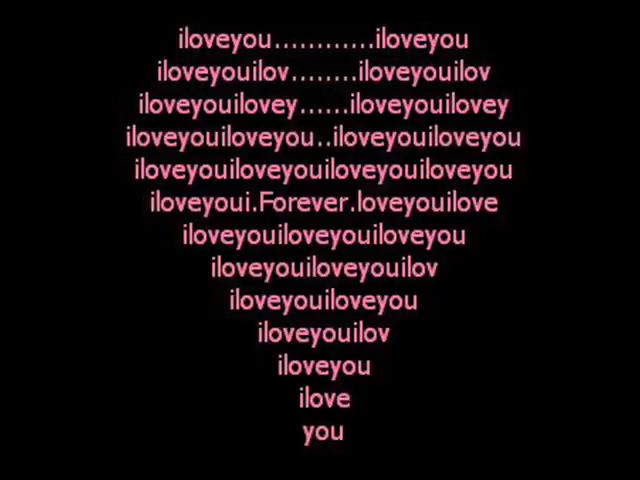 iloveyou............iloveyou
iloveyouilov........iloveyouilov
iloveyouilovey......iloveyouilovey
iloveyouiloveyou..iloveyouiloveyou
iloveyouiloveyouiloveyouiloveyou
iloveyoui.Forever.loveyouilove
iloveyouiloveyouiloveyou
iloveyouiloveyouilov
iloveyouiloveyou
iloveyouilov
iloveyou
ilove
you